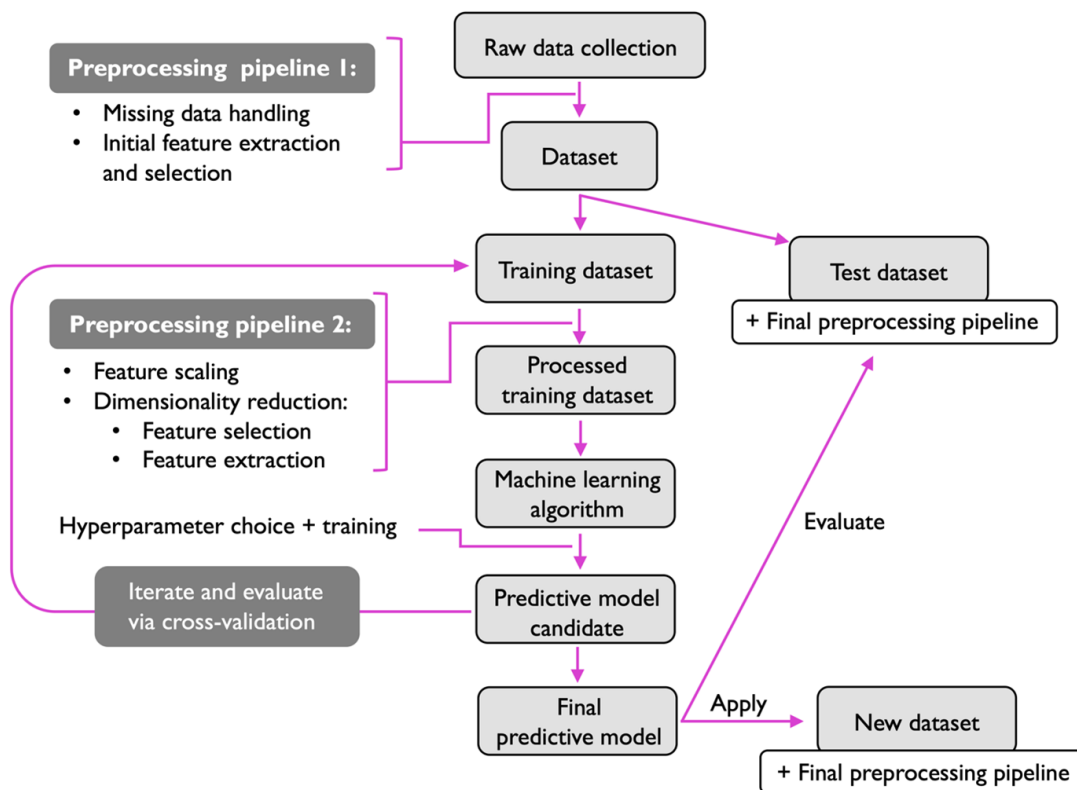 Raw data collection
Preprocessing pipeline 1:
• Missing data handling
• Initial feature extraction
and selection
Dataset
Training dataset
Test dataset
+ Final preprocessing pipeline
Preprocessing pipeline 2:
• Feature scaling
• Dimensionality reduction:
• Feature selection
• Feature extraction
Processed
training dataset
Machine learning
algorithm
Hyperparameter choice + training
Evaluate
Iterate and evaluate
via cross-validation
Predictive model
candidate
Final
predictive model
Apply
New dataset
+ Final preprocessing pipeline